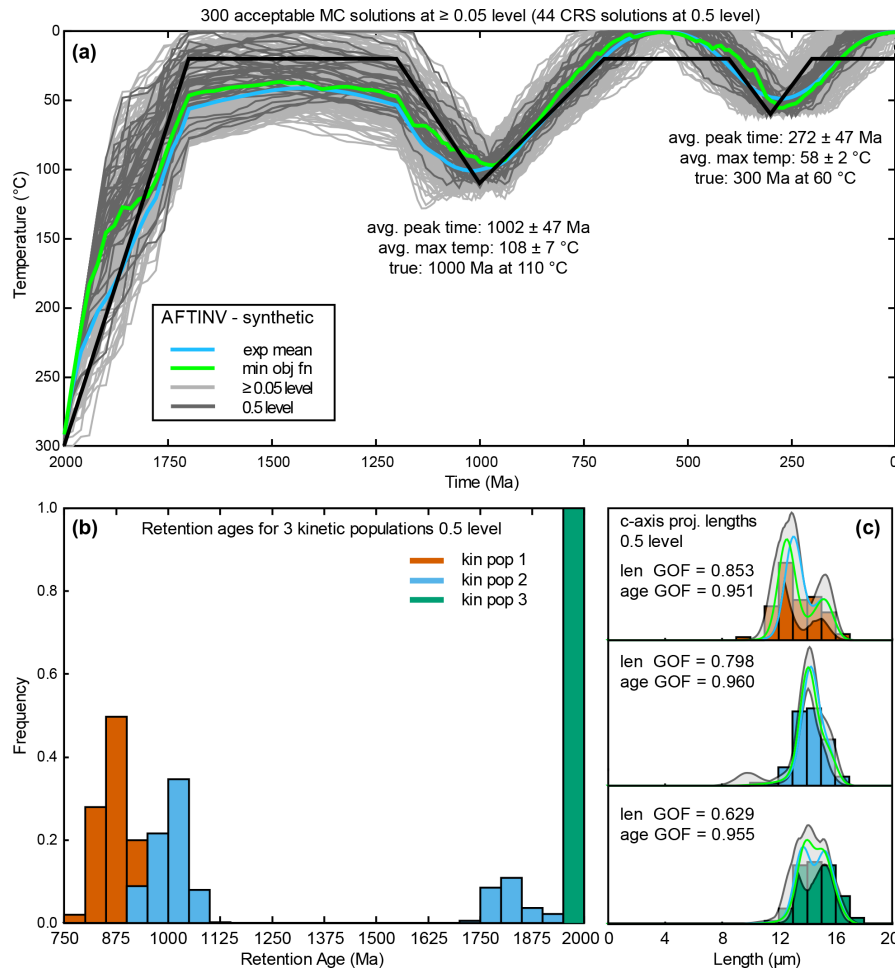 300 acceptable MC solutions at ≥ 0.05 level (44 CRS solutions at 0.5 level)
(a)
0
50
100
150
200
250
300
Temperature (°C)
avg. peak time: 272 ± 47 Ma
avg. max temp: 58 ± 2 °C
true: 300 Ma at 60 °C
avg. peak time: 1002 ± 47 Ma
avg. max temp: 108 ± 7 °C
true: 1000 Ma at 110 °C
AFTINV - synthetic
exp mean
min obj fn
≥ 0.05 level
0.5 level
2000 1750 1500 1250 1000 750 500 250 0
Time (Ma)
(b)
Retention ages for 3 kinetic populations 0.5 level
kin pop 1
kin pop 2
kin pop 3
1.0
0.8
0.6
0.4
0.2
0.0
Frequency
750 875 1000 1125 1250 1375 1500 1625 1750 1875 2000
Retention Age (Ma)
(c)
c-axis proj. lengths
0.5 level
len GOF = 0.853
age GOF = 0.951
len GOF = 0.798
age GOF = 0.960
len GOF = 0.629
age GOF = 0.955
0 4 8 12 16 20
Length (µm)